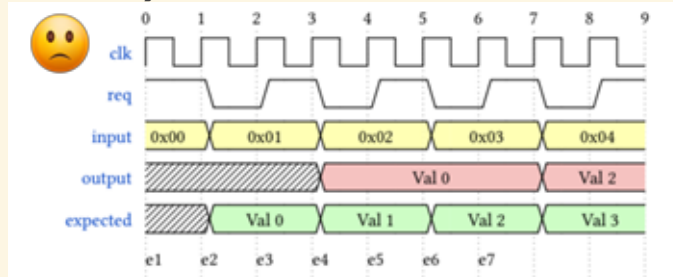 0 1 2 3 4 5 6 7 8 9
clk
req
input 0x00 0x01 0x02 0x03 0x04
output Val 0 Val 2
expected Val 0 Val 1 Val 2 Val 3
e1 e2 e3 e4 e5 e6 e7